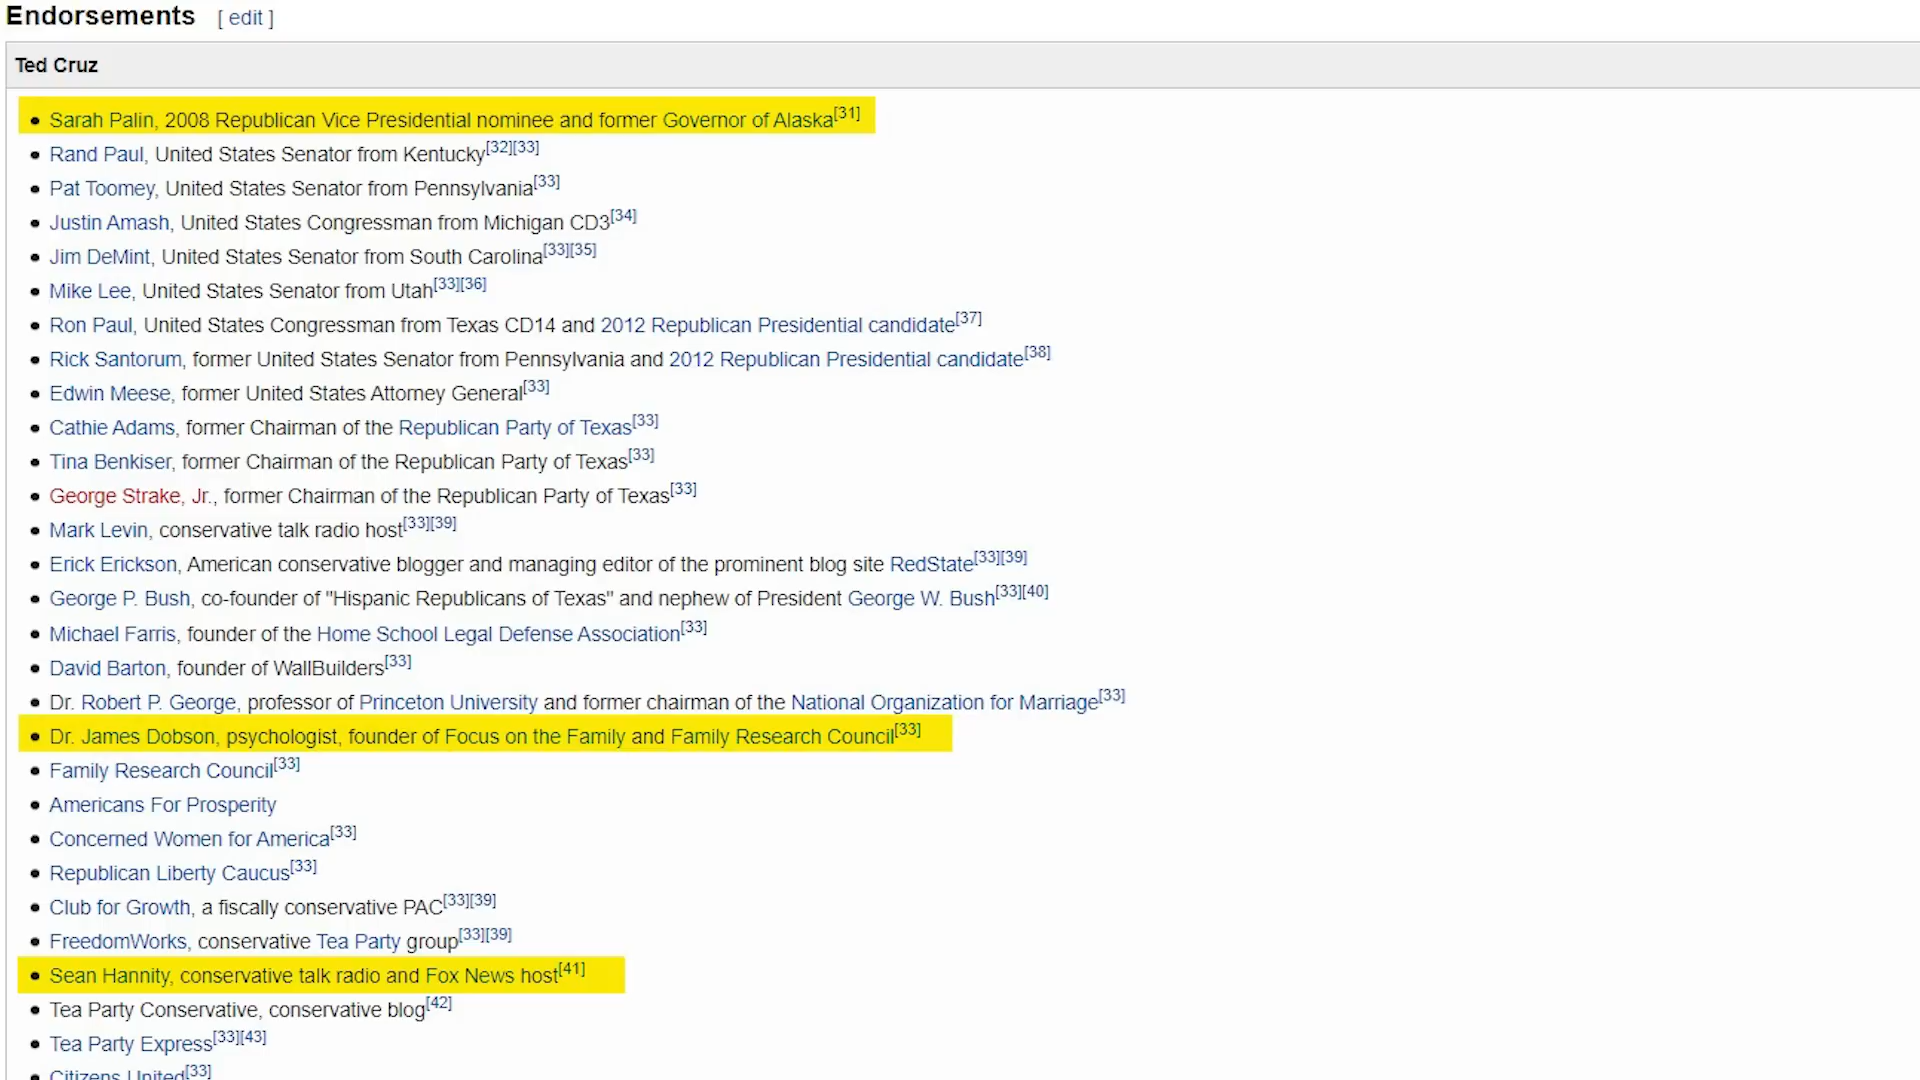 Endorsements [ edit ]
Ted Cruz
• Sarah Palin, 2008 Republican Vice Presidential nominee and former Governor of Alaska[31]
• Rand Paul, United States Senator from Kentucky[32][33]
• Pat Toomey, United States Senator from Pennsylvania[33]
• Justin Amash, United States Congressman from Michigan CD3[34]
• Jim DeMint, United States Senator from South Carolina[33][35]
• Mike Lee, United States Senator from Utah[33][36]
• Ron Paul, United States Congressman from Texas CD14 and 2012 Republican Presidential candidate[37]
• Rick Santorum, former United States Senator from Pennsylvania and 2012 Republican Presidential candidate[38]
• Edwin Meese, former United States Attorney General[33]
• Cathie Adams, former Chairman of the Republican Party of Texas[33]
• Tina Benkiser, former Chairman of the Republican Party of Texas[33]
• George Strake, Jr., former Chairman of the Republican Party of Texas[33]
• Mark Levin, conservative talk radio host[33][39]
• Erick Erickson, American conservative blogger and managing editor of the prominent blog site RedState[33][39]
• George P. Bush, co-founder of "Hispanic Republicans of Texas" and nephew of President George W. Bush[33][40]
• Michael Farris, founder of the Home School Legal Defense Association[33]
• David Barton, founder of WallBuilders[33]
• Dr. Robert P. George, professor of Princeton University and former chairman of the National Organization for Marriage[33]
• Dr. James Dobson, psychologist, founder of Focus on the Family and Family Research Council[33]
• Family Research Council[33]
• Americans For Prosperity
• Concerned Women for America[33]
• Republican Liberty Caucus[33]
• Club for Growth, a fiscally conservative PAC[33][39]
• FreedomWorks, conservative Tea Party group[33][39]
• Sean Hannity, conservative talk radio and Fox News host[41]
• Tea Party Conservative, conservative blog[42]
• Tea Party Express[33][43]
• Citizens United[33]